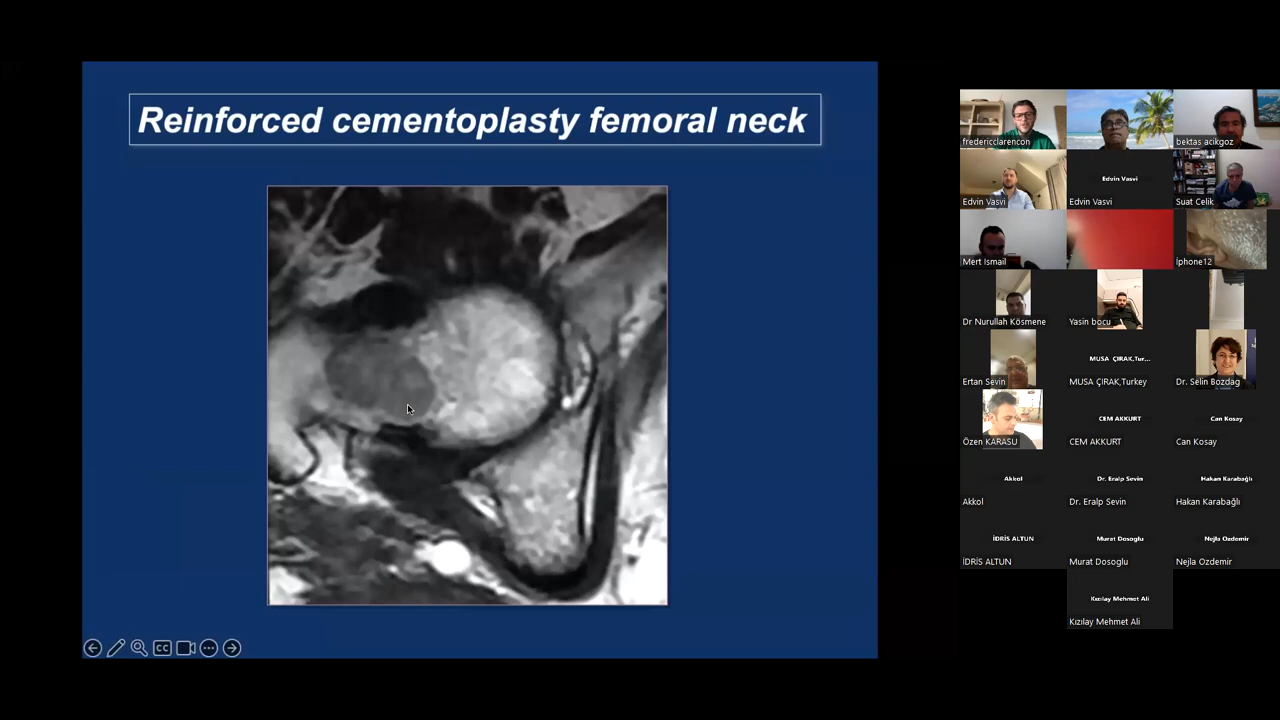 Reinforced cementoplasty femoral neck
fredericclarencon
bektas acikgoz
Edvin Vasvi
Edvin Vasvi
Edvin Vasvi
Suat Celik
Mert Ismail
iphone12
Dr Nurullah Kösmene
Yasin bocu
Ertan Sevin
MUSA ÇIRAK,Tur...
MUSA ÇIRAK,Turkey
Dr. Selin Bozdag
Özen KARASU
CEM AKKURT
CEM AKKURT
Can Kosay
Can Kosay
Akkol
Akkol
Dr. Eralp Sevin
Dr. Eralp Sevin
Hakan Karabağlı
Hakan Karabağlı
İDRİS ALTUN
İDRİS ALTUN
Murat Dosoglu
Murat Dosoglu
Nejla Ozdemir
Nejla Ozdemir
Kızılay Mehmet Ali
Kızılay Mehmet Ali
CC